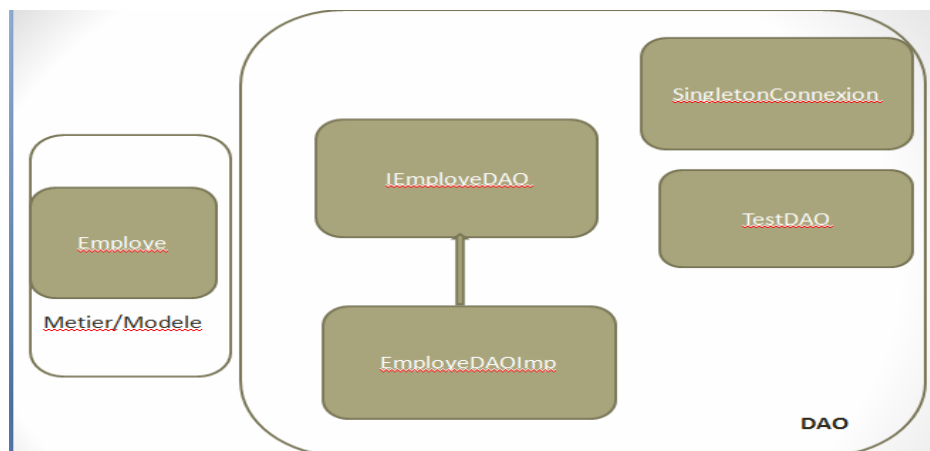 SingletonConnexion
IEmployeDAO
TestDAO
Employe
Metier/Modele
EmployeDAOImp
DAO